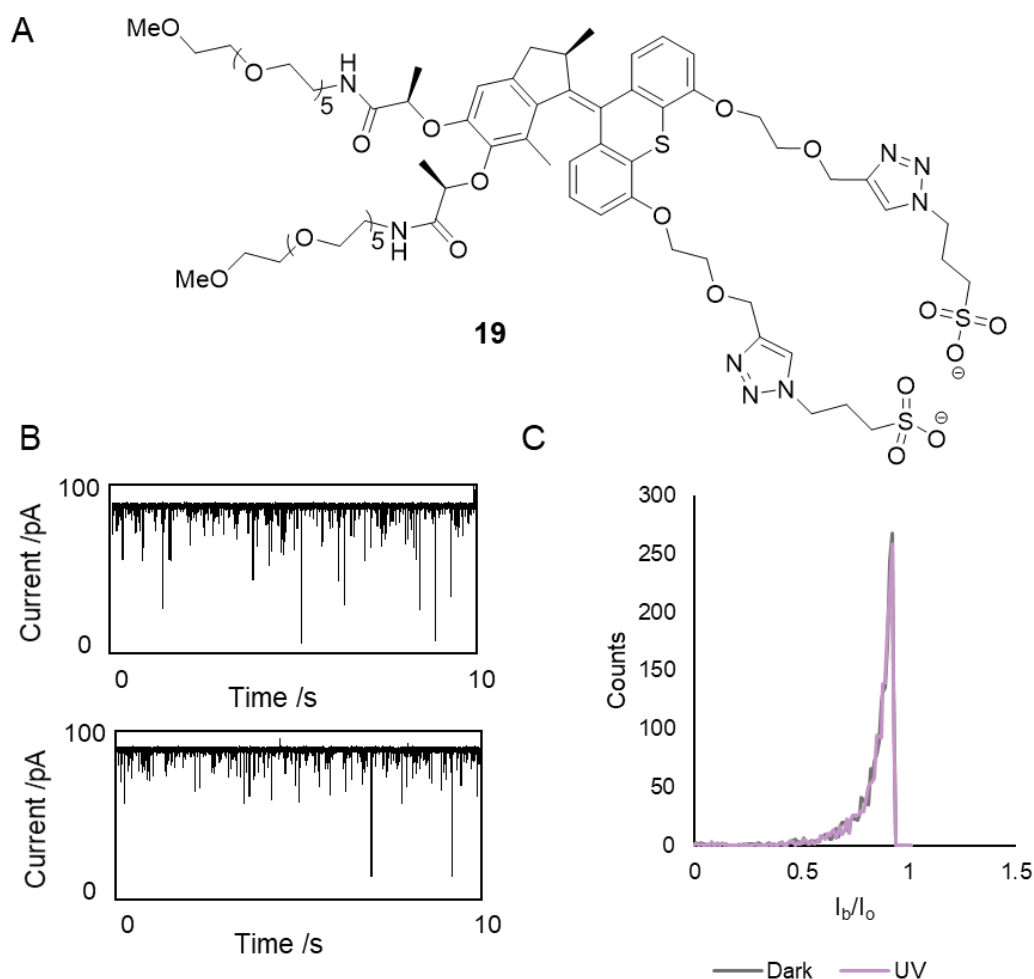 A
MeO
O
5
H
N
O
O
O
O
5
N
H
O
MeO
S
O
O
N
N
N
O
O
N
N
N
O
S
O
O
⊖
O
S
O
O
⊖
19
B
C
Current /pA
100
0
0
10
Time /s
Current /pA
100
0
0
10
Time /s
Counts
300
250
200
150
100
50
0
0
0.5
1
1.5
Ib/Io
Dark
UV